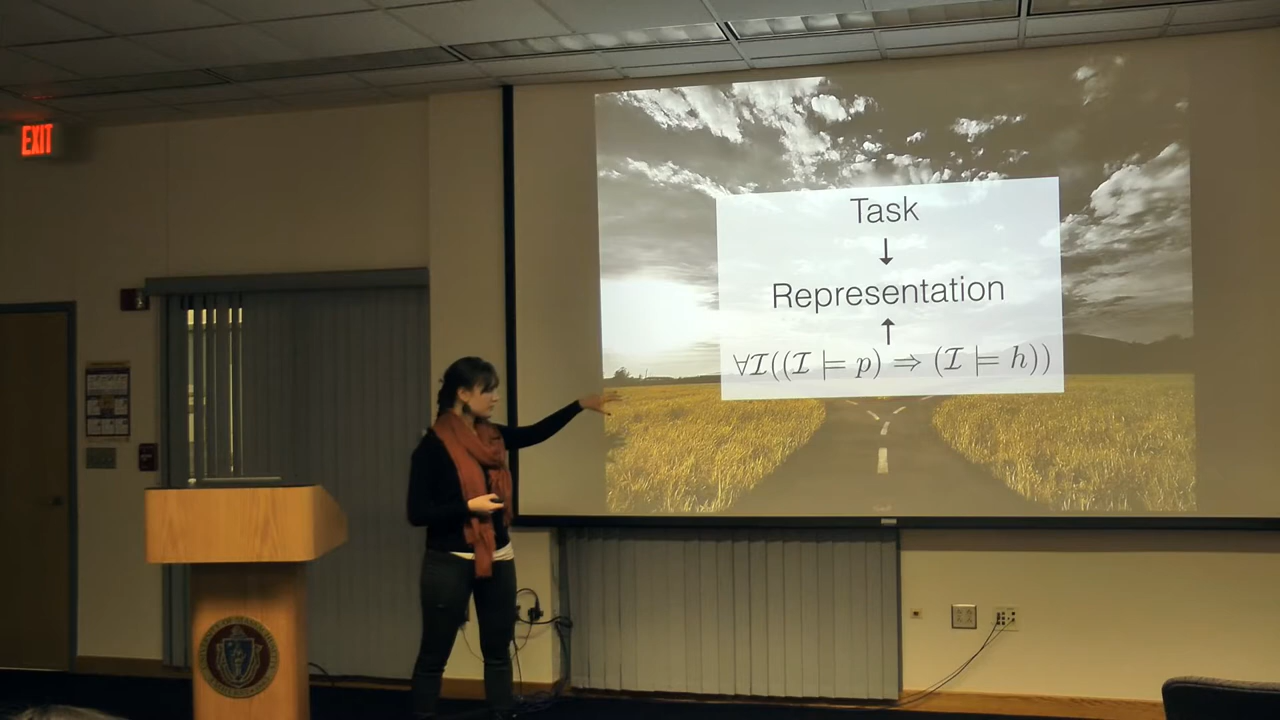 EXIT
Task
↓
Representation
↑
∀ℐ((ℐ ⊨ p) ⇒ (ℐ ⊨ h))